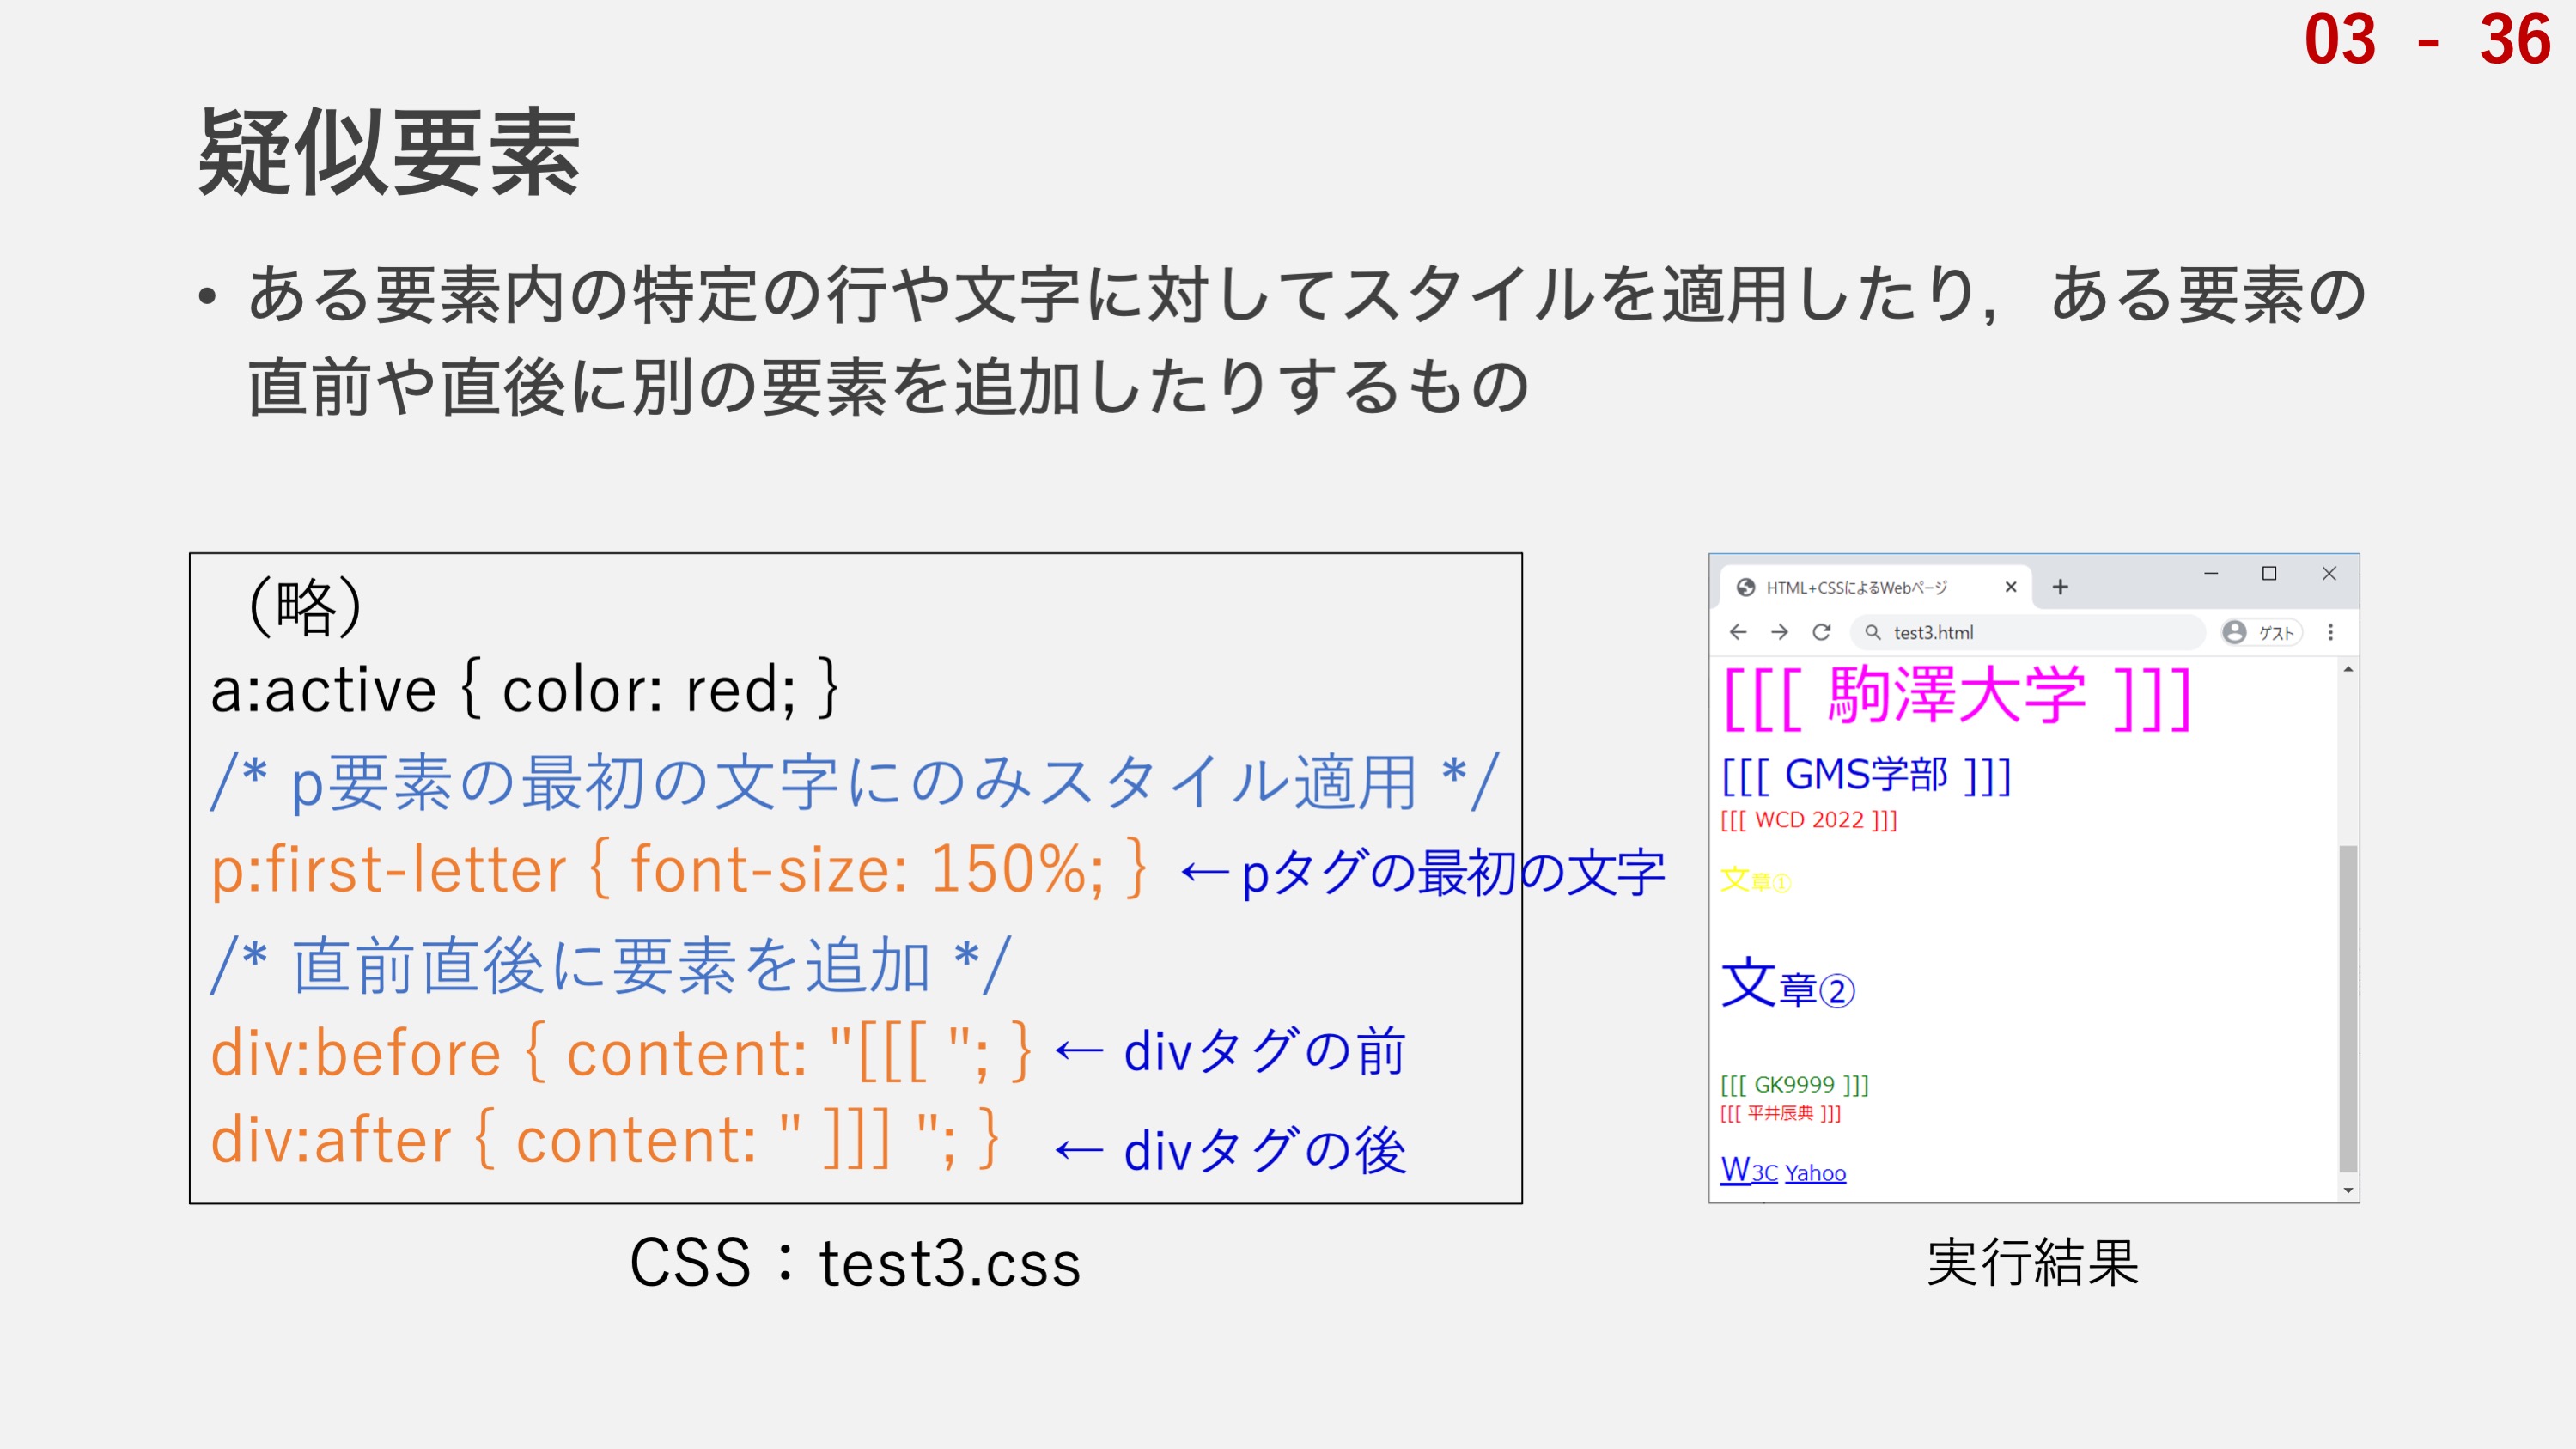 03 - 36
疑似要素
• ある要素内の特定の行や文字に対してスタイルを適用したり，ある要素の
直前や直後に別の要素を追加したりするもの
（略）
a:active { color: red; }
/* p要素の最初の文字にのみスタイル適用 */
p:first-letter { font-size: 150%; } ←pタグの最初の文字
/* 直前直後に要素を追加 */
div:before { content: "[[[ "; } ← divタグの前
div:after { content: " ]]] "; } ← divタグの後
CSS：test3.css
HTML+CSSによるWebページ
test3.html
ゲスト
[[[ 駒澤大学 ]]]
[[[ GMS学部 ]]]
[[[ WCD 2022 ]]]
文章①
文章②
[[[ GK9999 ]]]
[[[ 平井辰典 ]]]
W3C Yahoo
実行結果